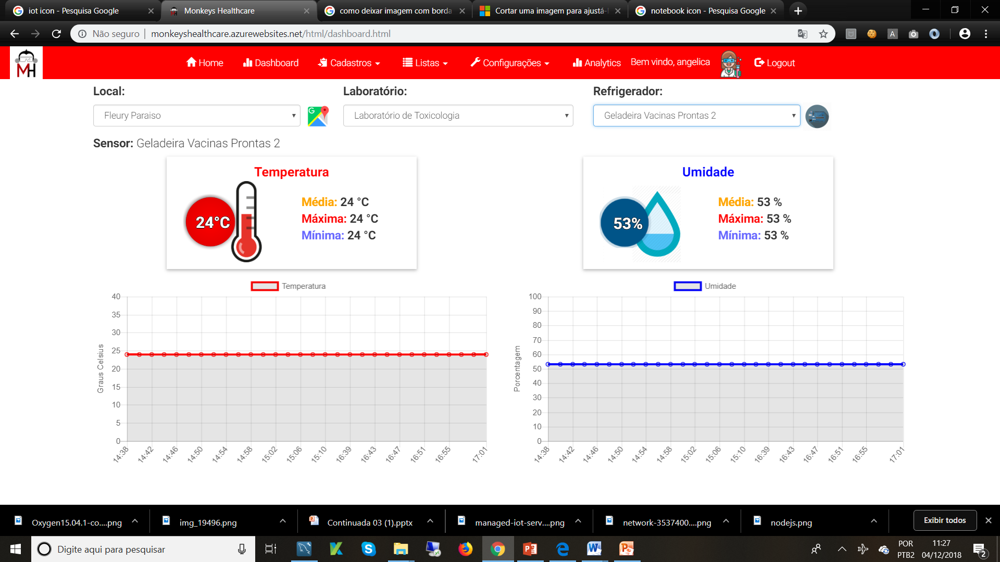 iot icon - Pesquisa Google
Monkeys Healthcare
como deixar imagem com borda
Cortar uma imagem para ajustá-l
notebook icon - Pesquisa Google
Não seguro | monkeyshealthcare.azurewebsites.net/html/dashboard.html
MH
Home
Dashboard
Cadastros
Listas
Configurações
Analytics
Bem vindo, angelica
Logout
Local:
Laboratório:
Refrigerador:
Fleury Paraiso
Laboratório de Toxicologia
Geladeira Vacinas Prontas 2
Sensor: Geladeira Vacinas Prontas 2
Temperatura
24°C
Média: 24 °C
Máxima: 24 °C
Mínima: 24 °C
Umidade
53%
Média: 53 %
Máxima: 53 %
Mínima: 53 %
Temperatura
Graus Celsius
40
35
30
25
20
15
10
5
0
14:38 14:42 14:46 14:50 14:54 14:58 15:02 15:06 15:10 16:39 16:43 16:47 16:51 16:55 17:01
Umidade
Porcentagem
100
90
80
70
60
50
40
30
20
10
0
14:38 14:42 14:46 14:50 14:54 14:58 15:02 15:06 15:10 16:39 16:43 16:47 16:51 16:55 17:01
Oxygen15.04.1-co....png
img_19496.png
Continuada 03 (1).pptx
managed-iot-serv....png
network-3537400....png
nodejs.png
Exibir todos
Digite aqui para pesquisar
POR
PTB2
11:27
04/12/2018
2